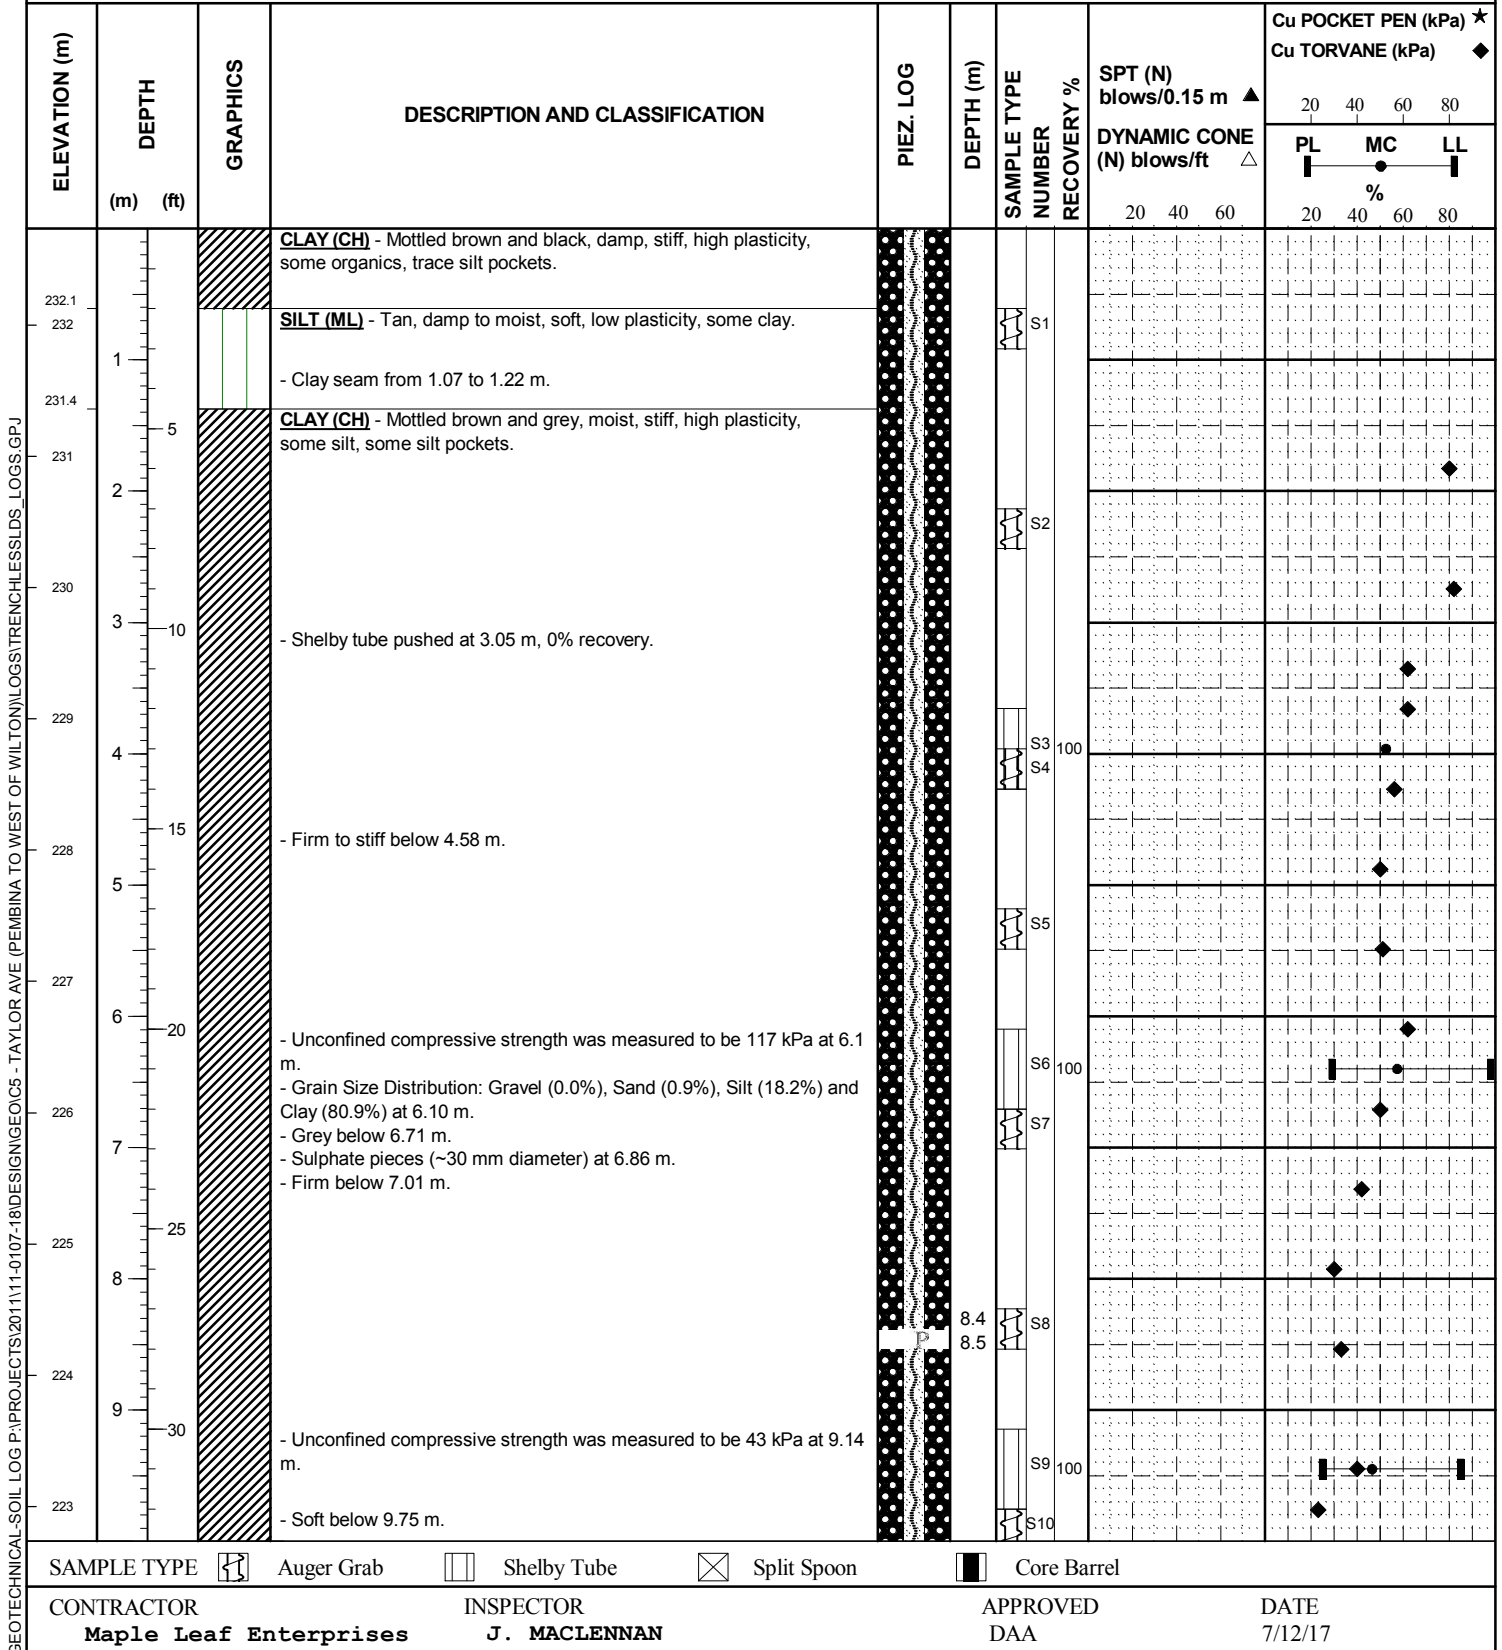 ELEVATION (m)
DEPTH
(m) (ft)
GRAPHICS
DESCRIPTION AND CLASSIFICATION
PIEZ. LOG
DEPTH (m)
SAMPLE TYPE
NUMBER
RECOVERY %
SPT (N)
blows/0.15 m ▲
DYNAMIC CONE
(N) blows/ft △
20 40 60
Cu POCKET PEN (kPa) ★
Cu TORVANE (kPa) ◆
20 40 60 80
PL MC LL
%
20 40 60 80
CLAY (CH) - Mottled brown and black, damp, stiff, high plasticity,
some organics, trace silt pockets.
232.1
232
SILT (ML) - Tan, damp to moist, soft, low plasticity, some clay.
S1
1
- Clay seam from 1.07 to 1.22 m.
231.4
CLAY (CH) - Mottled brown and grey, moist, stiff, high plasticity,
some silt, some silt pockets.
5
231
2
S2
230
3
10
- Shelby tube pushed at 3.05 m, 0% recovery.
229
S3 100
4
S4
15
- Firm to stiff below 4.58 m.
228
5
S5
227
6
20
- Unconfined compressive strength was measured to be 117 kPa at 6.1
m.
S6 100
- Grain Size Distribution: Gravel (0.0%), Sand (0.9%), Silt (18.2%) and
Clay (80.9%) at 6.10 m.
226
S7
- Grey below 6.71 m.
7
- Sulphate pieces (~30 mm diameter) at 6.86 m.
- Firm below 7.01 m.
25
225
8
8.4
S8
P
8.5
224
9
30
- Unconfined compressive strength was measured to be 43 kPa at 9.14
m.
S9 100
223
- Soft below 9.75 m.
S10
SAMPLE TYPE Auger Grab Shelby Tube Split Spoon Core Barrel
CONTRACTOR INSPECTOR APPROVED DATE
Maple Leaf Enterprises J. MACLENNAN DAA 7/12/17
GEOTECHNICAL-SOIL LOG P:\PROJECTS\2011\11-0107-18\DESIGN\GEO\C5 - TAYLOR AVE (PEMBINA TO WEST OF WILTON)\LOGS\TRENCHLESSLDS_LOGS.GPJ